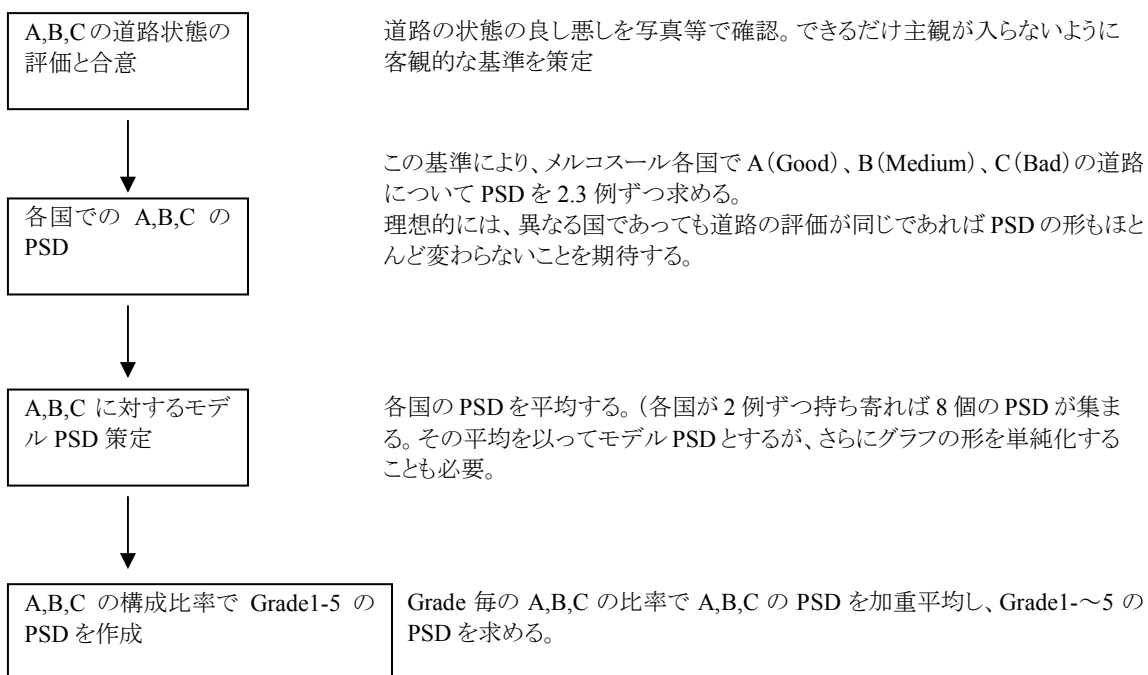 A,B,Cの道路状態の
評価と合意
道路の状態の良し悪しを写真等で確認。できるだけ主観が入らないように
客観的な基準を策定
この基準により、メルコスール各国で A(Good)、B(Medium)、C(Bad)の道路
について PSD を 2.3 例ずつ求める。
理想的には、異なる国であっても道路の評価が同じであれば PSD の形もほと
んど変わらないことを期待する。
各国での A,B,C の
PSD
A,B,C に対するモデ
ル PSD 策定
各国の PSD を平均する。(各国が 2 例ずつ持ち寄れば 8 個の PSD が集ま
る。その平均を以ってモデル PSD とするが、さらにグラフの形を単純化する
ことも必要。
A,B,C の構成比率で Grade1-5 の
PSD を作成
Grade 毎の A,B,C の比率で A,B,C の PSD を加重平均し、Grade1-~5 の
PSD を求める。